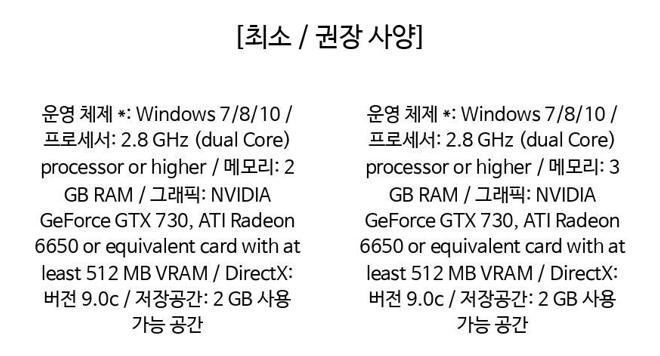 [최소 / 권장 사양]
운영 체제 *: Windows 7/8/10 /
프로세서: 2.8 GHz (dual Core)
processor or higher / 메모리: 2
GB RAM / 그래픽: NVIDIA
GeForce GTX 730, ATI Radeon
6650 or equivalent card with at
least 512 MB VRAM / DirectX:
버전 9.0c / 저장공간: 2 GB 사용
가능 공간
운영 체제 *: Windows 7/8/10 /
프로세서: 2.8 GHz (dual Core)
processor or higher / 메모리: 3
GB RAM / 그래픽: NVIDIA
GeForce GTX 730, ATI Radeon
6650 or equivalent card with at
least 512 MB VRAM / DirectX:
버전 9.0c / 저장공간: 2 GB 사용
가능 공간